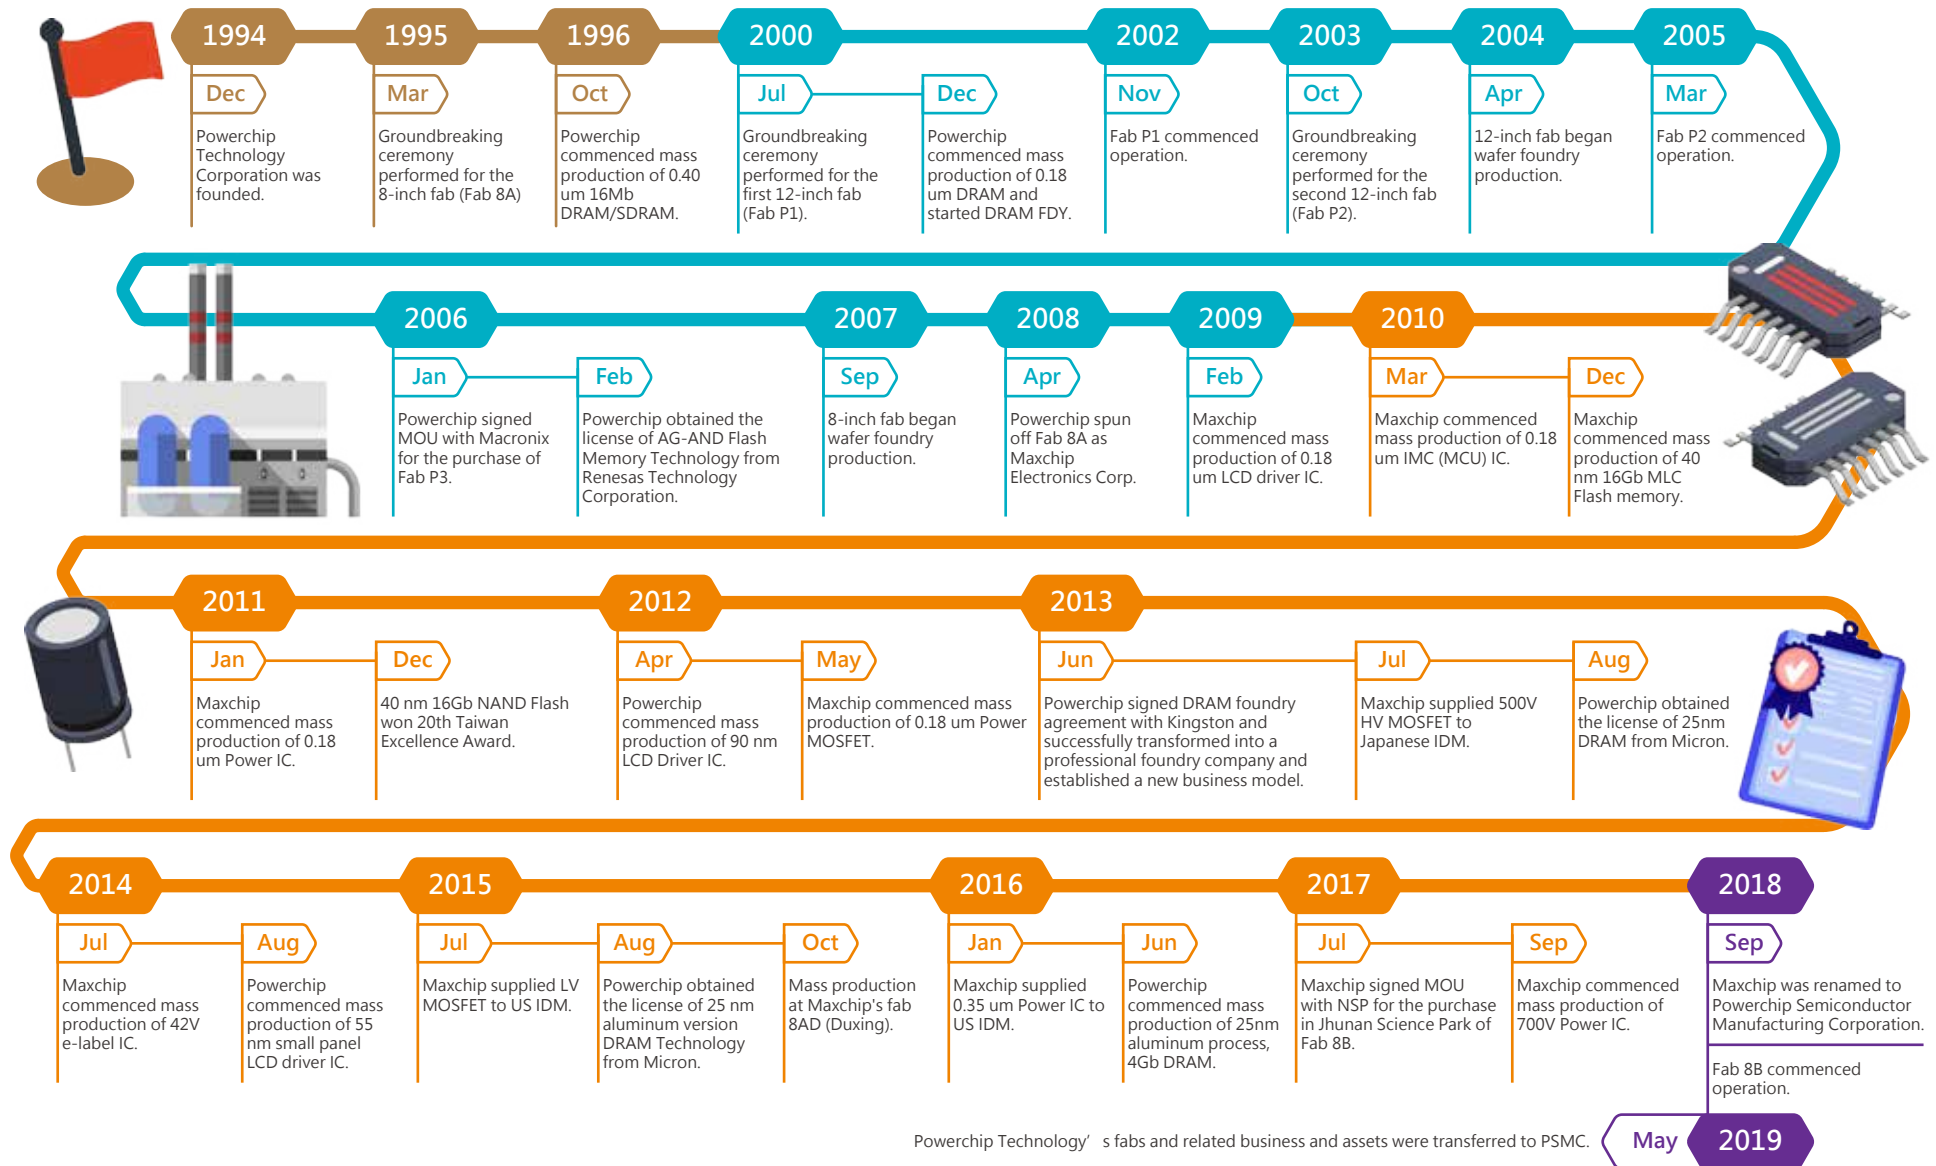 1994
Dec
Powerchip
Technology
Corporation was
founded.
1995
Mar
Groundbreaking
ceremony
performed for the
8-inch fab (Fab 8A)
1996
Oct
Powerchip
commenced mass
production of 0.40
um 16Mb
DRAM/SDRAM.
2000
Jul
Groundbreaking
ceremony
performed for the
first 12-inch fab
(Fab P1).
Dec
Powerchip
commenced mass
production of 0.18
um DRAM and
started DRAM FDY.
2002
Nov
Fab P1 commenced
operation.
2003
Oct
Groundbreaking
ceremony
performed for the
second 12-inch fab
(Fab P2).
2004
Apr
12-inch fab began
wafer foundry
production.
2005
Mar
Fab P2 commenced
operation.
2006
Jan
Powerchip signed
MOU with Macronix
for the purchase of
Fab P3.
Feb
Powerchip obtained the
license of AG-AND Flash
Memory Technology from
Renesas Technology
Corporation.
2007
Sep
8-inch fab began
wafer foundry
production.
2008
Apr
Powerchip spun
off Fab 8A as
Maxchip
Electronics Corp.
2009
Feb
Maxchip
commenced mass
production of 0.18
um LCD driver IC.
2010
Mar
Maxchip commenced
mass production of 0.18
um IMC (MCU) IC.
Dec
Maxchip
commenced mass
production of 40
nm 16Gb MLC
Flash memory.
2011
Jan
Maxchip
commenced mass
production of 0.18
um Power IC.
Dec
40 nm 16Gb NAND Flash
won 20th Taiwan
Excellence Award.
2012
Apr
Powerchip
commenced mass
production of 90 nm
LCD Driver IC.
May
Maxchip commenced mass
production of 0.18 um Power
MOSFET.
2013
Jun
Powerchip signed DRAM foundry
agreement with Kingston and
successfully transformed into a
professional foundry company and
established a new business model.
Jul
Maxchip supplied 500V
HV MOSFET to
Japanese IDM.
Aug
Powerchip obtained
the license of 25nm
DRAM from Micron.
2014
Jul
Maxchip
commenced mass
production of 42V
e-label IC.
Aug
Powerchip
commenced mass
production of 55
nm small panel
LCD driver IC.
2015
Jul
Maxchip supplied LV
MOSFET to US IDM.
Aug
Powerchip obtained
the license of 25 nm
aluminum version
DRAM Technology
from Micron.
Oct
Mass production
at Maxchip's fab
8AD (Duxing).
2016
Jan
Maxchip supplied
0.35 um Power IC to
US IDM.
Jun
Powerchip
commenced mass
production of 25nm
aluminum process,
4Gb DRAM.
2017
Jul
Maxchip signed MOU
with NSP for the purchase
in Jhunan Science Park of
Fab 8B.
Sep
Maxchip commenced
mass production of
700V Power IC.
2018
Sep
Maxchip was renamed to
Powerchip Semiconductor
Manufacturing Corporation.
Fab 8B commenced
operation.
Powerchip Technology’ s fabs and related business and assets were transferred to PSMC.
May
2019